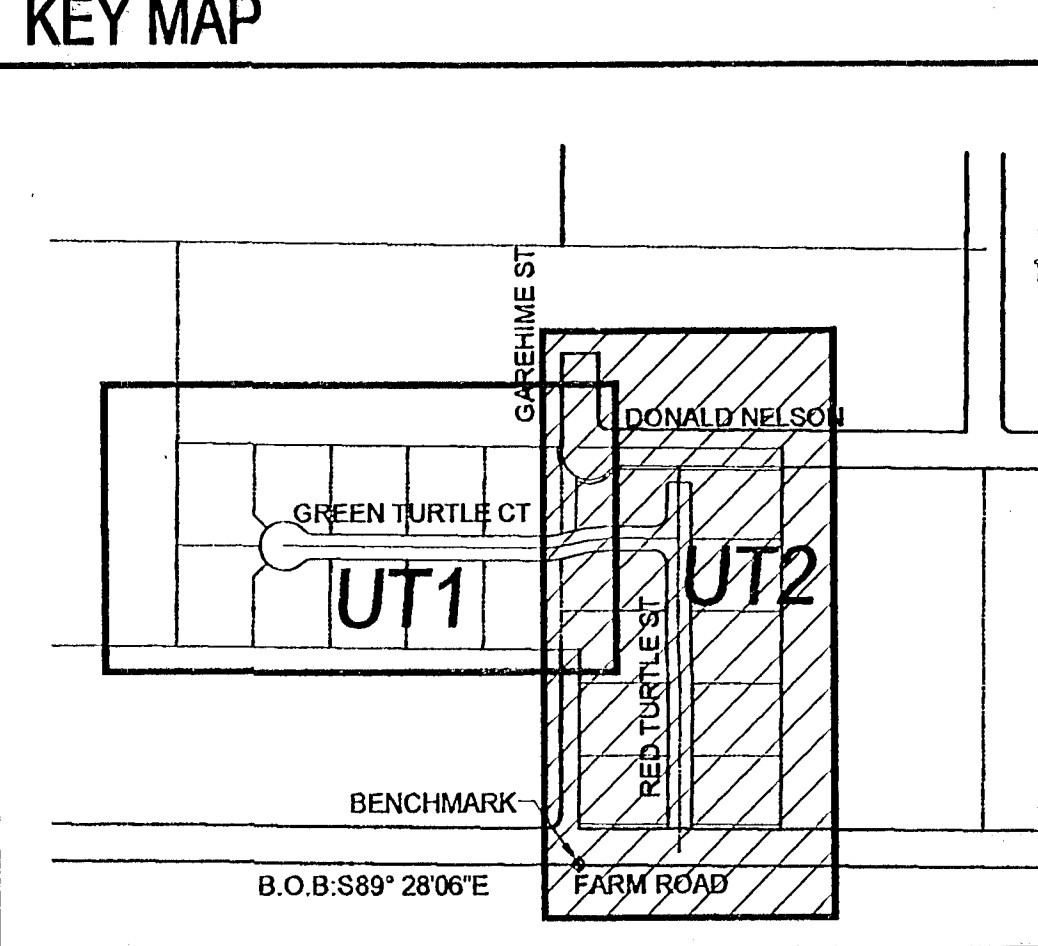 KEY MAP
GAREHIME ST
DONALD NELSON
GREEN TURTLE CT
UT1
UT2
RED TURTLE ST
BENCHMARK
B.O.B:S89° 28'06"E
FARM ROAD